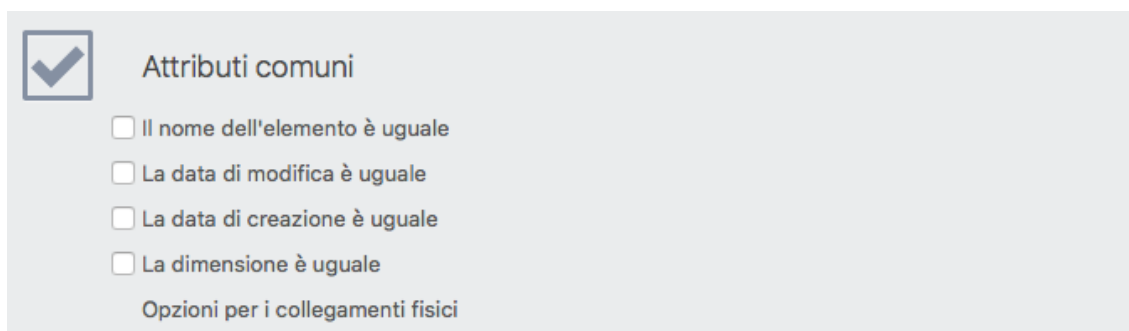 Attributi comuni
Il nome dell'elemento è uguale
La data di modifica è uguale
La data di creazione è uguale
La dimensione è uguale
Opzioni per i collegamenti fisici